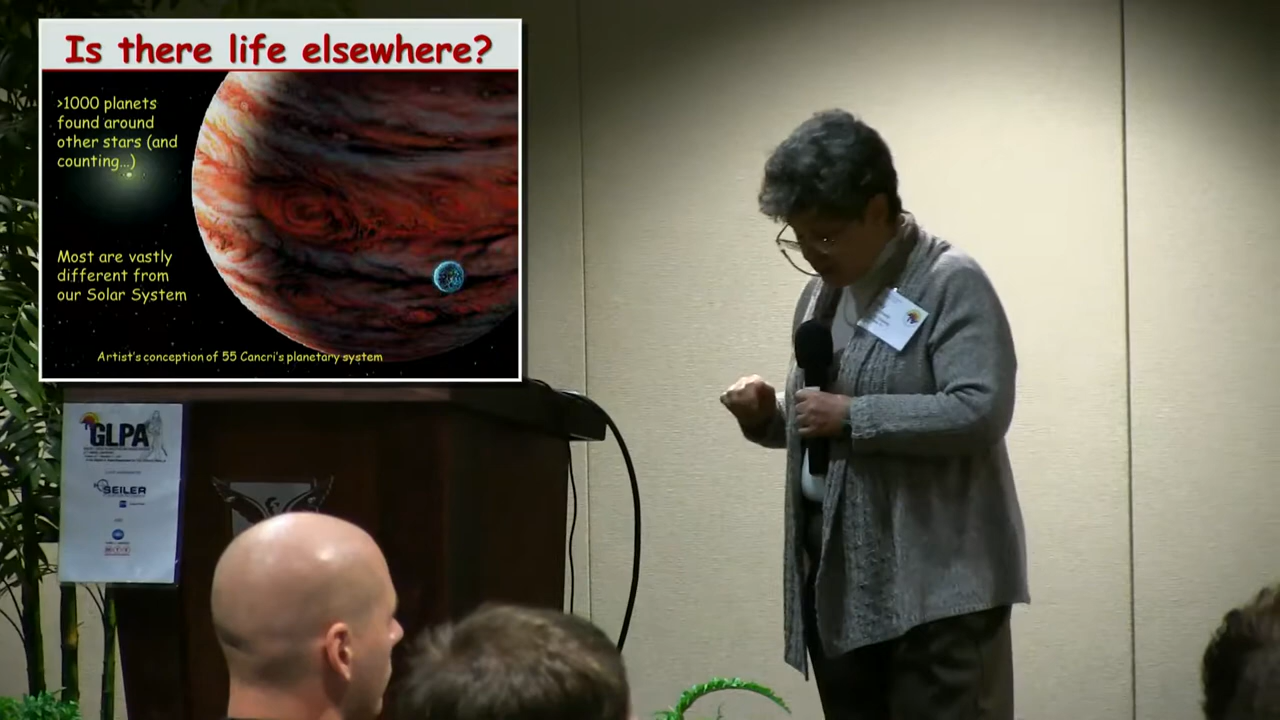 Is there life elsewhere?
>1000 planets
found around
other stars (and
counting...)
Most are vastly
different from
our Solar System
Artist's conception of 55 Cancri's planetary system
GLPA
SEILER